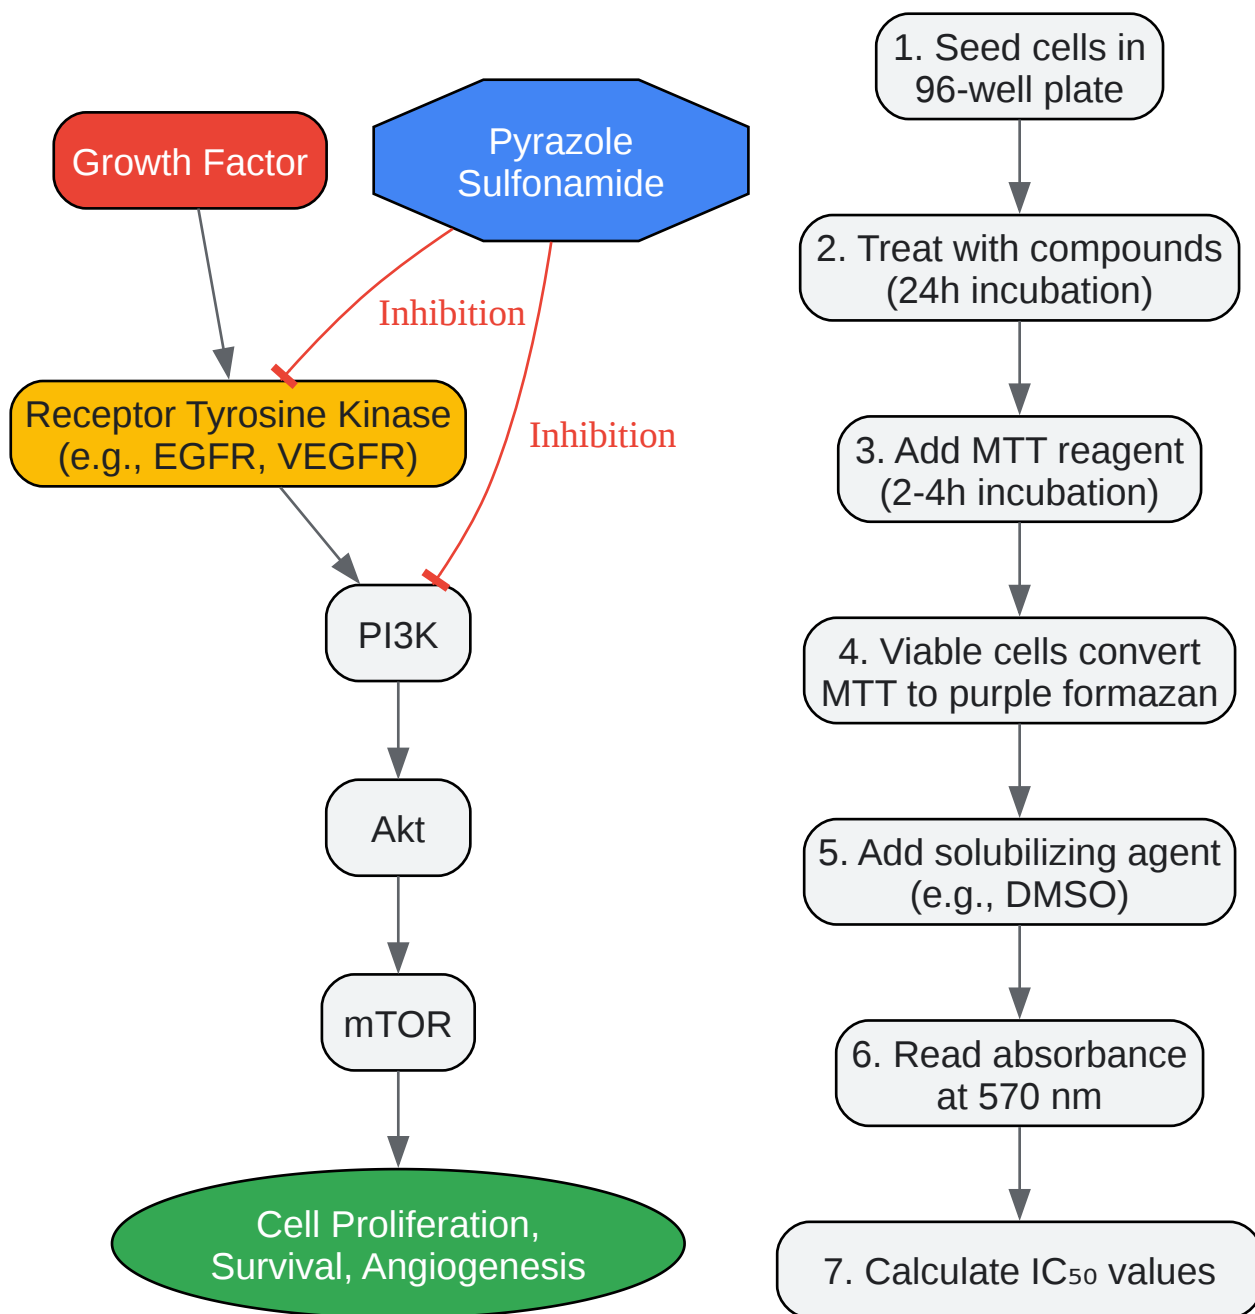 Growth Factor
Pyrazole
Sulfonamide
Inhibition
Receptor Tyrosine Kinase
(e.g., EGFR, VEGFR)
Inhibition
PI3K
Akt
mTOR
Cell Proliferation,
Survival, Angiogenesis
1. Seed cells in
96-well plate
2. Treat with compounds
(24h incubation)
3. Add MTT reagent
(2-4h incubation)
4. Viable cells convert
MTT to purple formazan
5. Add solubilizing agent
(e.g., DMSO)
6. Read absorbance
at 570 nm
7. Calculate IC₅₀ values